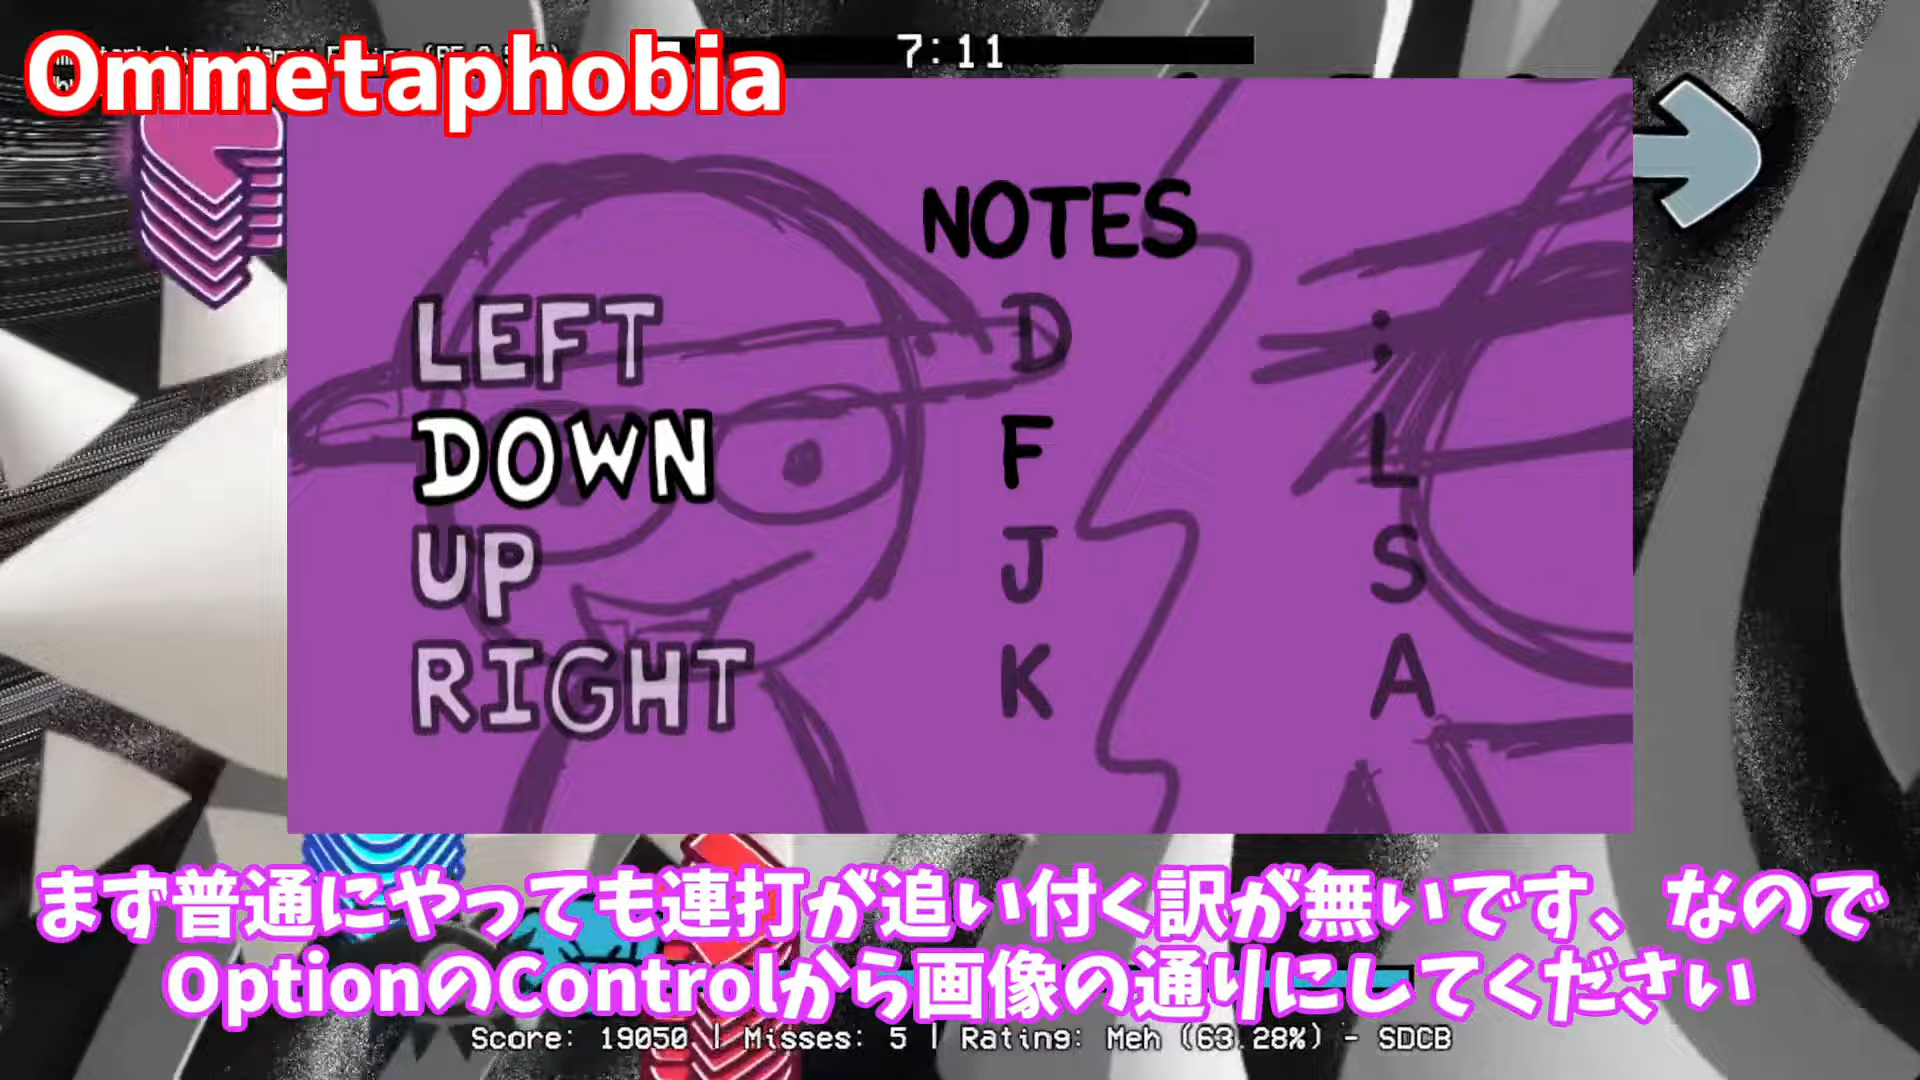 Ommetaphobia
7:11
NOTES
LEFT D ;
DOWN F L
UP J S
RIGHT K A
まず普通にやっても連打が追い付く訳が無いです、なので
OptionのControlから画像の通りにしてください
Score: 19050 | Misses: 5 | Rating: Meh (63.28%) - SDCB